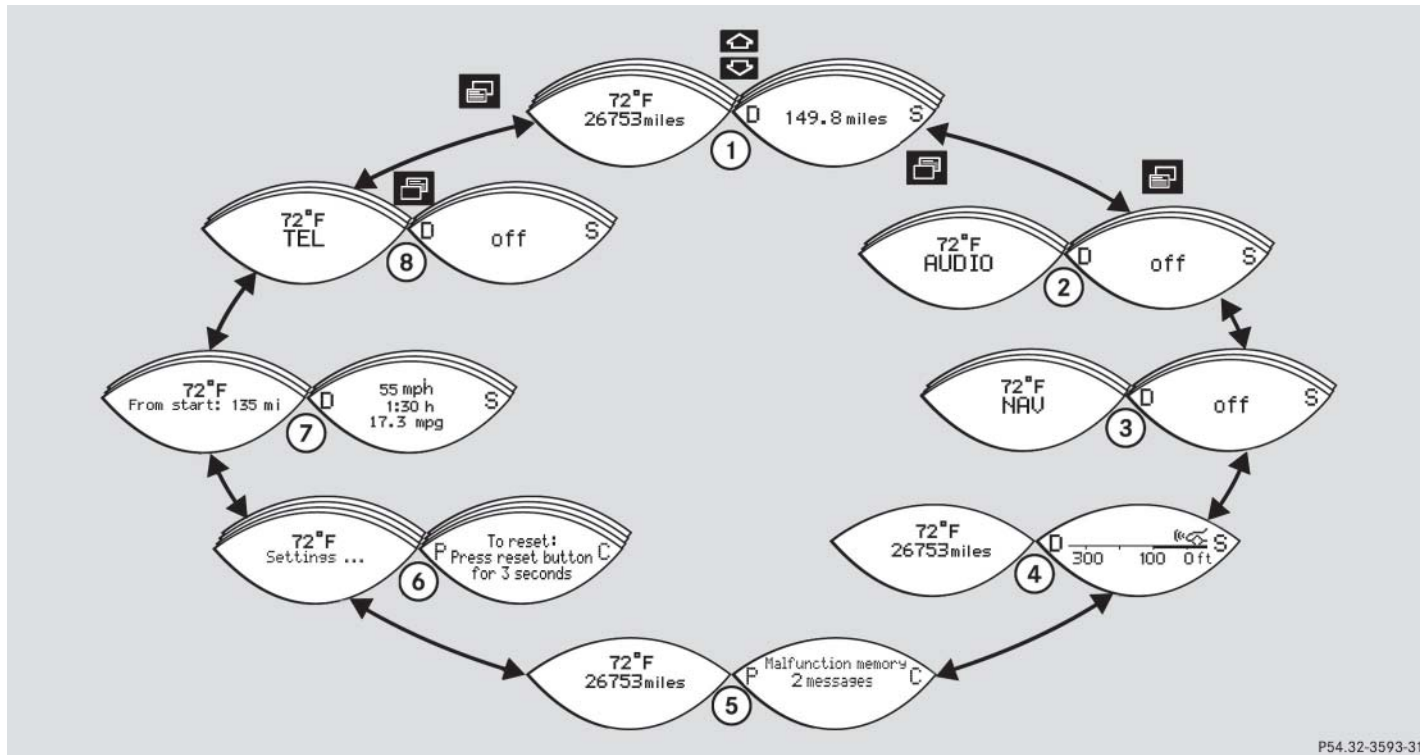 72°F
26753miles
D 149.8 miles S
1
72°F
TEL
D off S
8
72°F
AUDIO
D off S
2
72°F
From start: 135 mi
D 55 mph S
1:30 h
17.3 mpg
7
72°F
NAV
D off S
3
72°F
Settings ...
P To reset: C
Press reset button
for 3 seconds
6
72°F
26753miles
D S
300 100 0 ft
4
72°F
26753miles
P Malfunction memory C
2 messages
5
P54.32-3593-31